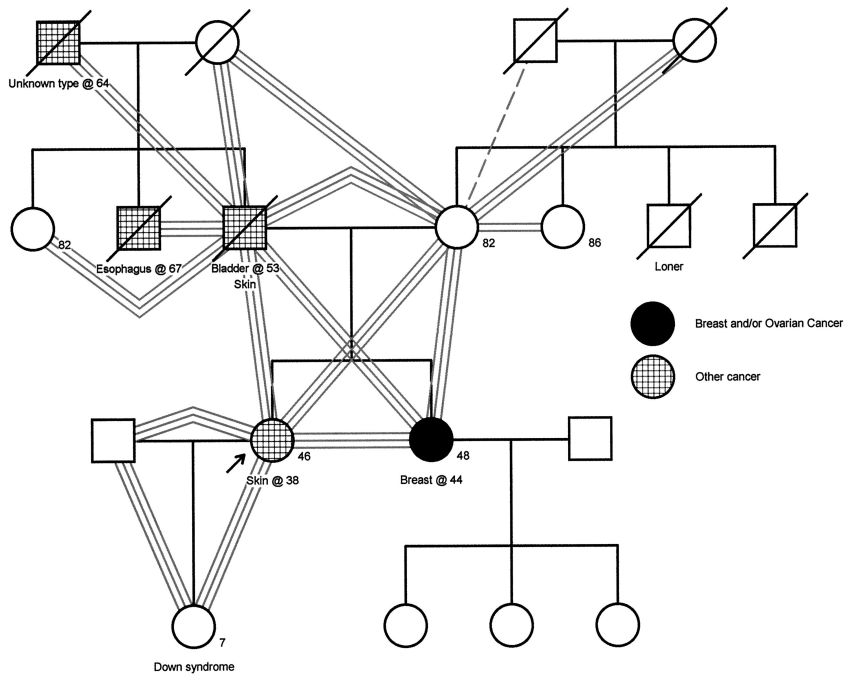 Unknown type @ 64
82
Esophagus @ 67
Bladder @ 53
Skin
82
86
Loner
Breast and/or Ovarian Cancer
Other cancer
46
Skin @ 38
48
Breast @ 44
7
Down syndrome